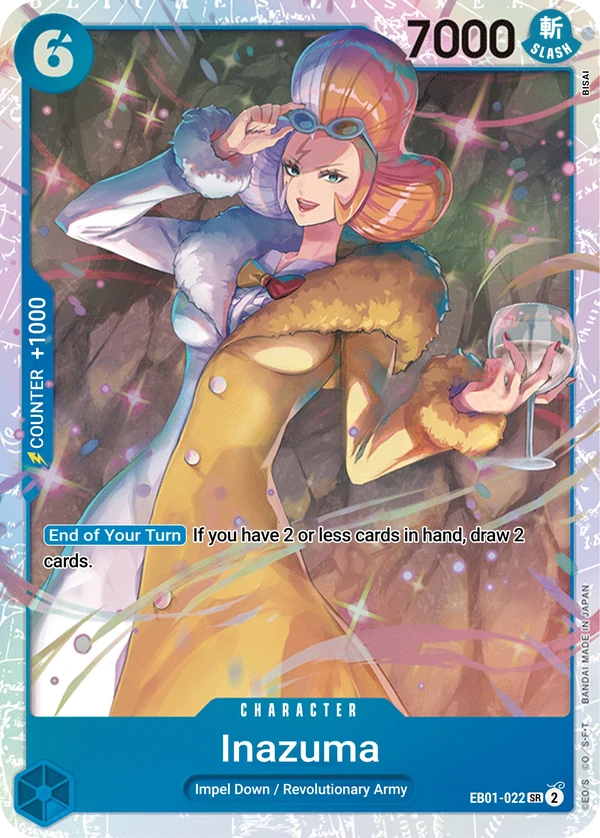 6
7000
斬
SLASH
BISAI
COUNTER +1000
End of Your Turn If you have 2 or less cards in hand, draw 2
cards.
CHARACTER
Inazuma
Impel Down / Revolutionary Army
EB01-022 SR 2
©E.O/S ©O/S・F・T BANDAI MADE IN JAPAN